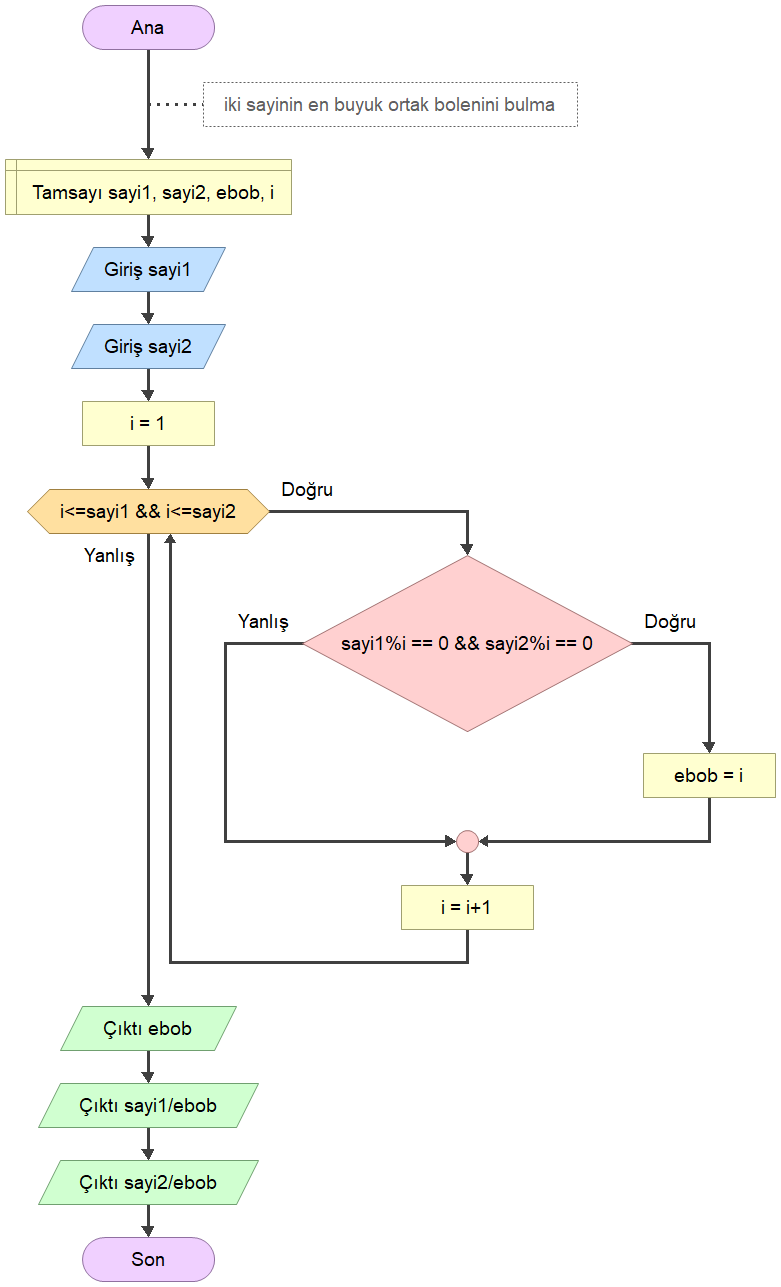 Ana
iki sayinin en buyuk ortak bolenini bulma
Tamsayı sayi1, sayi2, ebob, i
Giriş sayi1
Giriş sayi2
i = 1
i<=sayi1 && i<=sayi2
Doğru
Yanlış
sayi1%i == 0 && sayi2%i == 0
Yanlış
Doğru
ebob = i
i = i+1
Çıktı ebob
Çıktı sayi1/ebob
Çıktı sayi2/ebob
Son